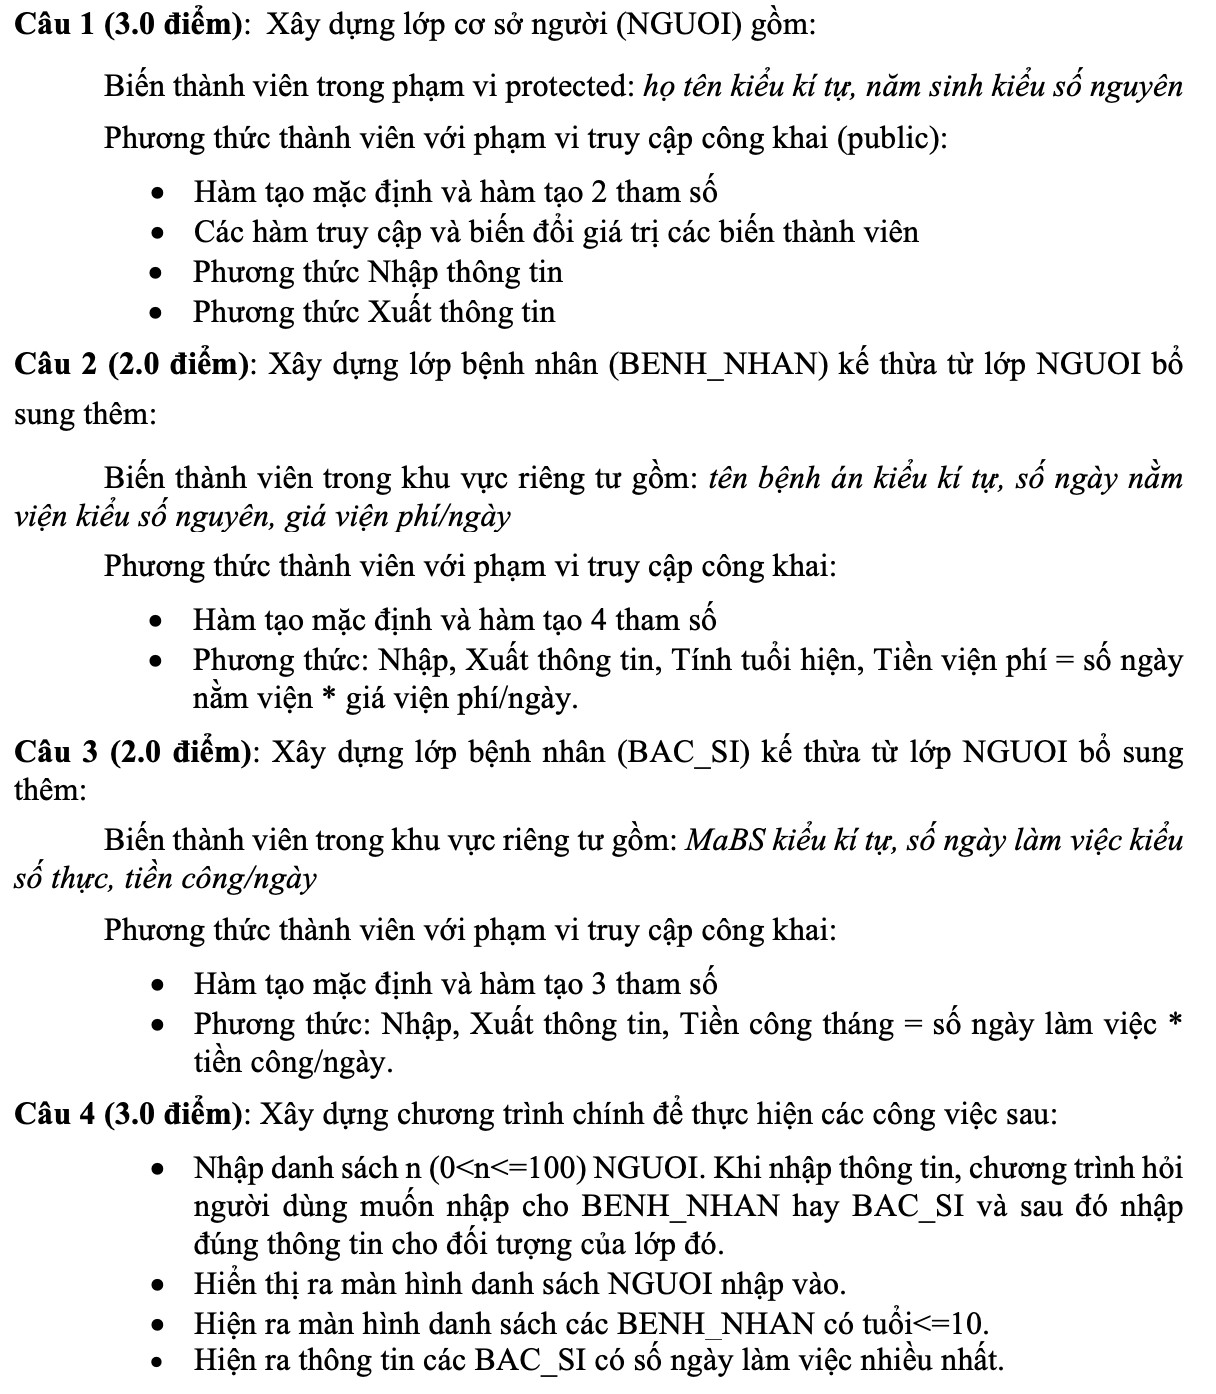 Câu 1 (3.0 điểm): Xây dựng lớp cơ sở người (NGUOI) gồm:
Biến thành viên trong phạm vi protected: họ tên kiểu kí tự, năm sinh kiểu số nguyên
Phương thức thành viên với phạm vi truy cập công khai (public):
• Hàm tạo mặc định và hàm tạo 2 tham số
• Các hàm truy cập và biến đổi giá trị các biến thành viên
• Phương thức Nhập thông tin
• Phương thức Xuất thông tin
Câu 2 (2.0 điểm): Xây dựng lớp bệnh nhân (BENH_NHAN) kế thừa từ lớp NGUOI bổ
sung thêm:
Biến thành viên trong khu vực riêng tư gồm: tên bệnh án kiểu kí tự, số ngày nằm
viện kiểu số nguyên, giá viện phí/ngày
Phương thức thành viên với phạm vi truy cập công khai:
• Hàm tạo mặc định và hàm tạo 4 tham số
• Phương thức: Nhập, Xuất thông tin, Tính tuổi hiện, Tiền viện phí = số ngày
nằm viện * giá viện phí/ngày.
Câu 3 (2.0 điểm): Xây dựng lớp bệnh nhân (BAC_SI) kế thừa từ lớp NGUOI bổ sung
thêm:
Biến thành viên trong khu vực riêng tư gồm: MaBS kiểu kí tự, số ngày làm việc kiểu
số thực, tiền công/ngày
Phương thức thành viên với phạm vi truy cập công khai:
• Hàm tạo mặc định và hàm tạo 3 tham số
• Phương thức: Nhập, Xuất thông tin, Tiền công tháng = số ngày làm việc *
tiền công/ngày.
Câu 4 (3.0 điểm): Xây dựng chương trình chính để thực hiện các công việc sau:
• Nhập danh sách n (0<n<=100) NGUOI. Khi nhập thông tin, chương trình hỏi
người dùng muốn nhập cho BENH_NHAN hay BAC_SI và sau đó nhập
đúng thông tin cho đối tượng của lớp đó.
• Hiển thị ra màn hình danh sách NGUOI nhập vào.
• Hiện ra màn hình danh sách các BENH_NHAN có tuổi<=10.
• Hiện ra thông tin các BAC_SI có số ngày làm việc nhiều nhất.